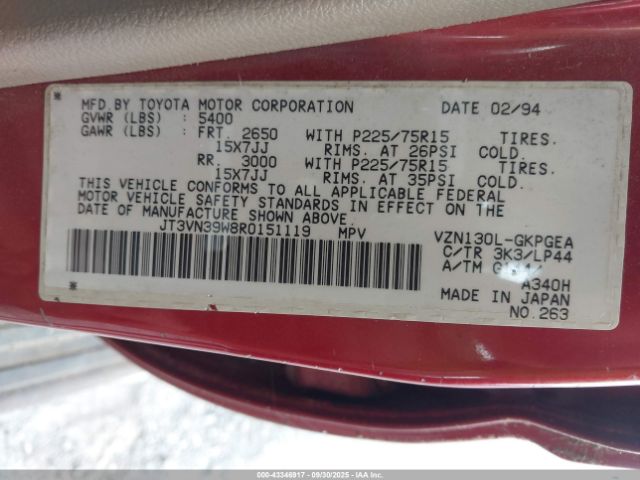 MFD.BY TOYOTA MOTOR CORPORATION DATE 02/94
GVWR (LBS) : 5400
GAWR (LBS) : FRT. 2650 WITH P225/75R15 TIRES.
15X7JJ RIMS. AT 26PSI COLD.
RR. 3000 WITH P225/75R15 TIRES.
15X7JJ RIMS. AT 35PSI COLD.
THIS VEHICLE CONFORMS TO ALL APPLICABLE FEDERAL
MOTOR VEHICLE SAFETY STANDARDS IN EFFECT ON THE
DATE OF MANUFACTURE SHOWN ABOVE.
JT3VN39W8R0151119 MPV VZN130L-GKPGEA
C/TR 3K3/LP44
A/TM
A340H
MADE IN JAPAN
NO.263
000-43346917 - 09/30/2025 - IAA Corp.